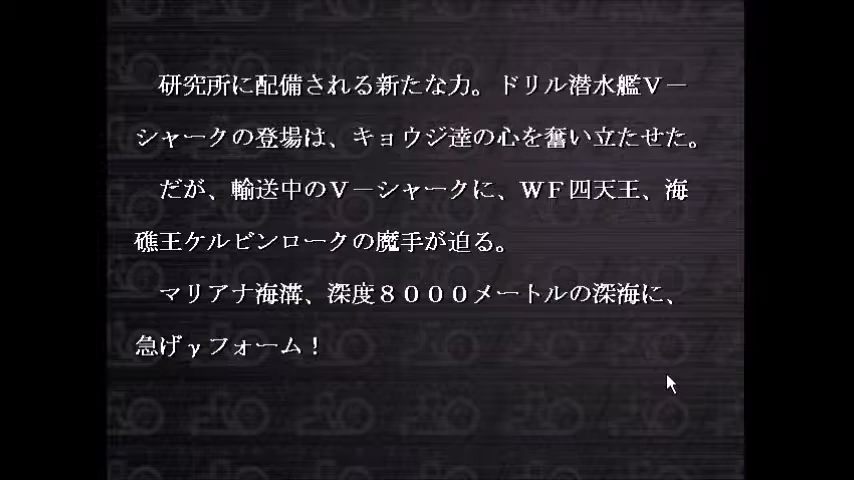 研究所に配備される新たな力。ドリル潜水艦Ｖ－
シャークの登場は、キョウジ達の心を奮い立たせた。
だが、輸送中のＶ－シャークに、ＷＦ四天王、海
礁王ケルビンロークの魔手が迫る。
マリアナ海溝、深度８０００メートルの深海に、
急げγフォーム！